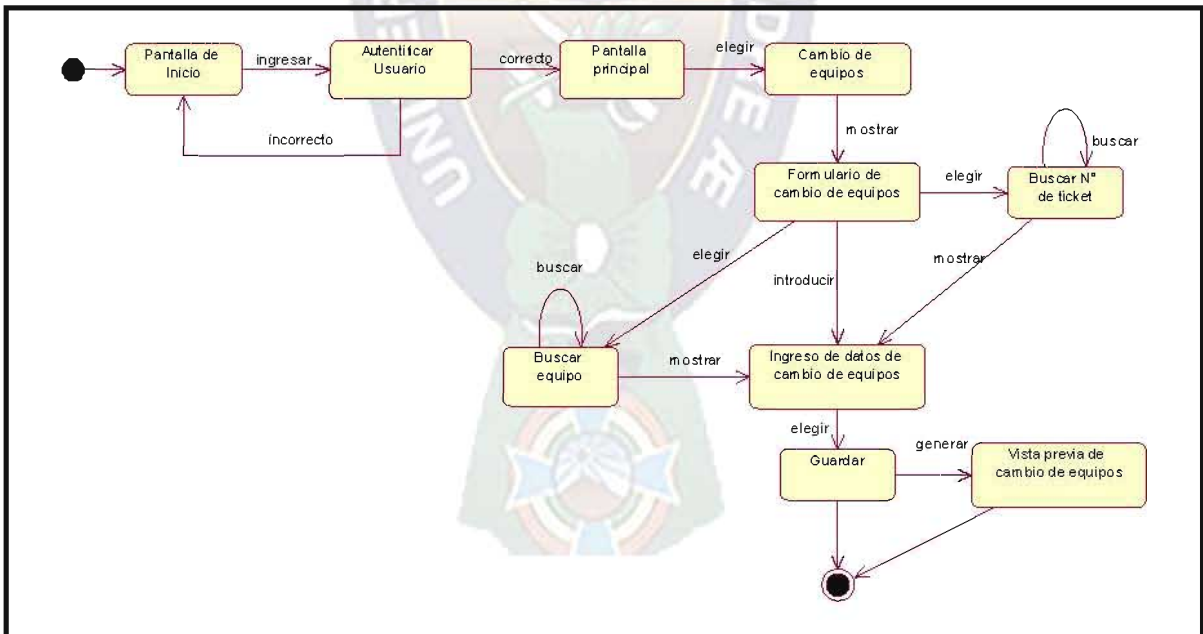 Pantalla de
Inicio
ingresar
Autentificar
Usuario
correcto
Pantalla
principal
elegir
Cambio de
equipos
incorrecto
mostrar
buscar
Formulario de
cambio de equipos
elegir
Buscar N°
de ticket
elegir
buscar
introducir
mostrar
Buscar
equipo
mostrar
Ingreso de datos de
cambio de equipos
elegir
Guardar
generar
Vista previa de
cambio de equipos